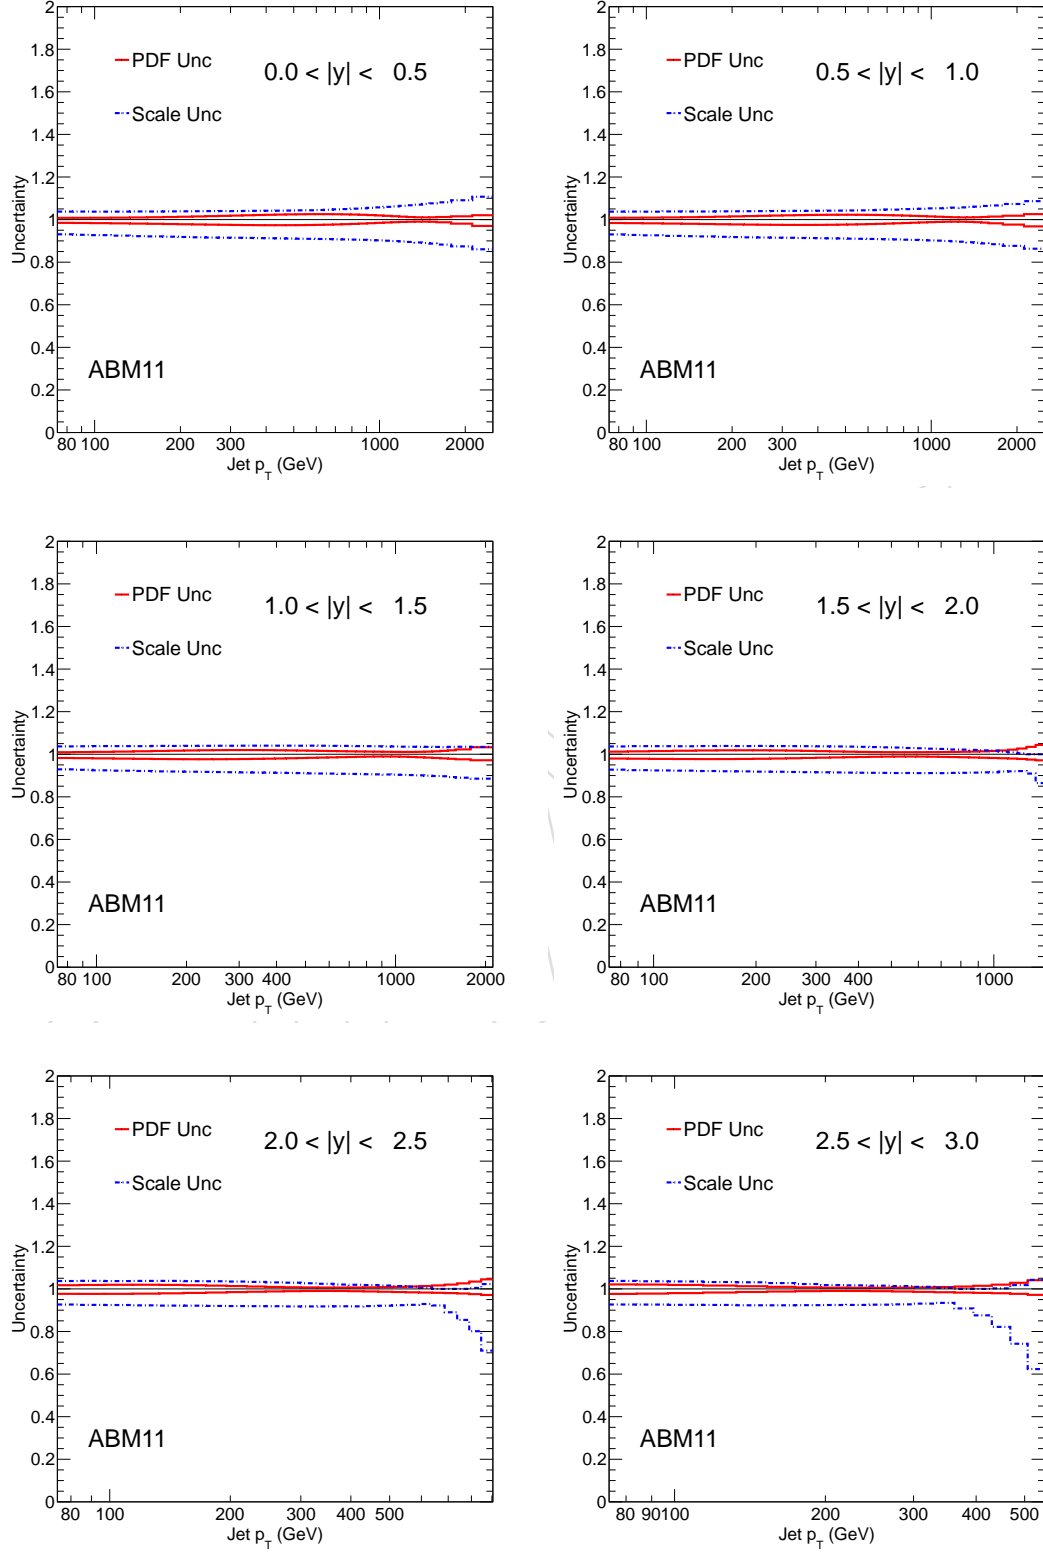 2
1.8
1.6
1.4
1.2
1
0.8
0.6
0.4
0.2
0
Uncertainty
PDF Unc
Scale Unc
0.0 < |y| < 0.5
ABM11
80 100 200 300 1000 2000
Jet p_T (GeV)
2
1.8
1.6
1.4
1.2
1
0.8
0.6
0.4
0.2
0
Uncertainty
PDF Unc
Scale Unc
0.5 < |y| < 1.0
ABM11
80 100 200 300 1000 2000
Jet p_T (GeV)
2
1.8
1.6
1.4
1.2
1
0.8
0.6
0.4
0.2
0
Uncertainty
PDF Unc
Scale Unc
1.0 < |y| < 1.5
ABM11
80 100 200 300 400 1000 2000
Jet p_T (GeV)
2
1.8
1.6
1.4
1.2
1
0.8
0.6
0.4
0.2
0
Uncertainty
PDF Unc
Scale Unc
1.5 < |y| < 2.0
ABM11
80 100 200 300 400 1000
Jet p_T (GeV)
2
1.8
1.6
1.4
1.2
1
0.8
0.6
0.4
0.2
0
Uncertainty
PDF Unc
Scale Unc
2.0 < |y| < 2.5
ABM11
80 100 200 300 400 500
Jet p_T (GeV)
2
1.8
1.6
1.4
1.2
1
0.8
0.6
0.4
0.2
0
Uncertainty
PDF Unc
Scale Unc
2.5 < |y| < 3.0
ABM11
80 90 100 200 300 400 500
Jet p_T (GeV)